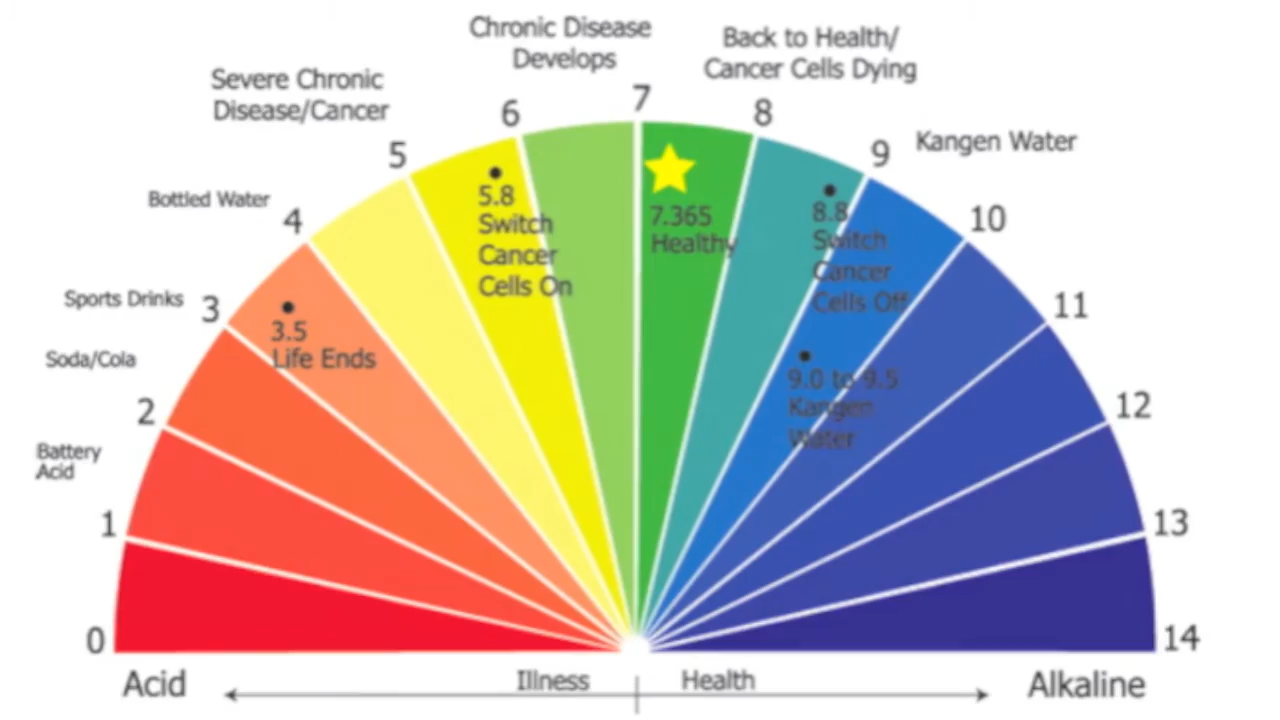 Chronic Disease
Develops
Back to Health/
Cancer Cells Dying
Severe Chronic
Disease/Cancer
7
6
8
5
9
Kangen Water
Bottled Water
4
10
5.8
Switch
Cancer
Cells On
7.365
Healthy
8.8
Switch
Cancer
Cells Off
Sports Drinks
3
11
3.5
Life Ends
Soda/Cola
9.0 to 9.5
Kangen
Water
2
12
Battery
Acid
1
13
0
14
Acid
Illness
Health
Alkaline